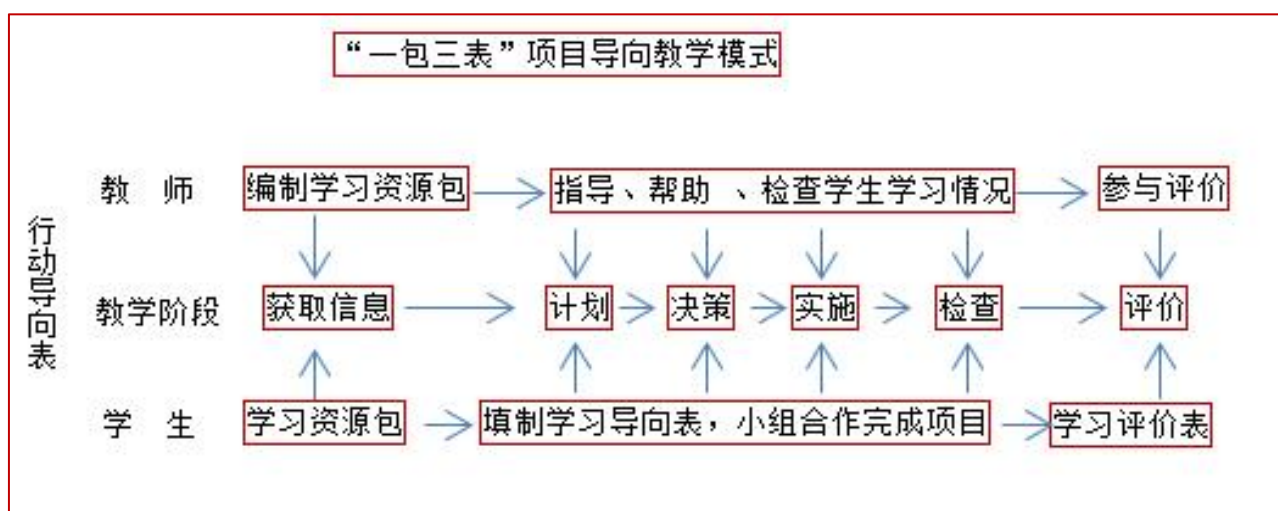 “一包三表”项目导向教学模式
教 师 编制学习资源包 指导、帮助 、检查学生学习情况 参与评价
行动导向表
教学阶段 获取信息 计划 决策 实施 检查 评价
学 生 学习资源包 填制学习导向表，小组合作完成项目 学习评价表